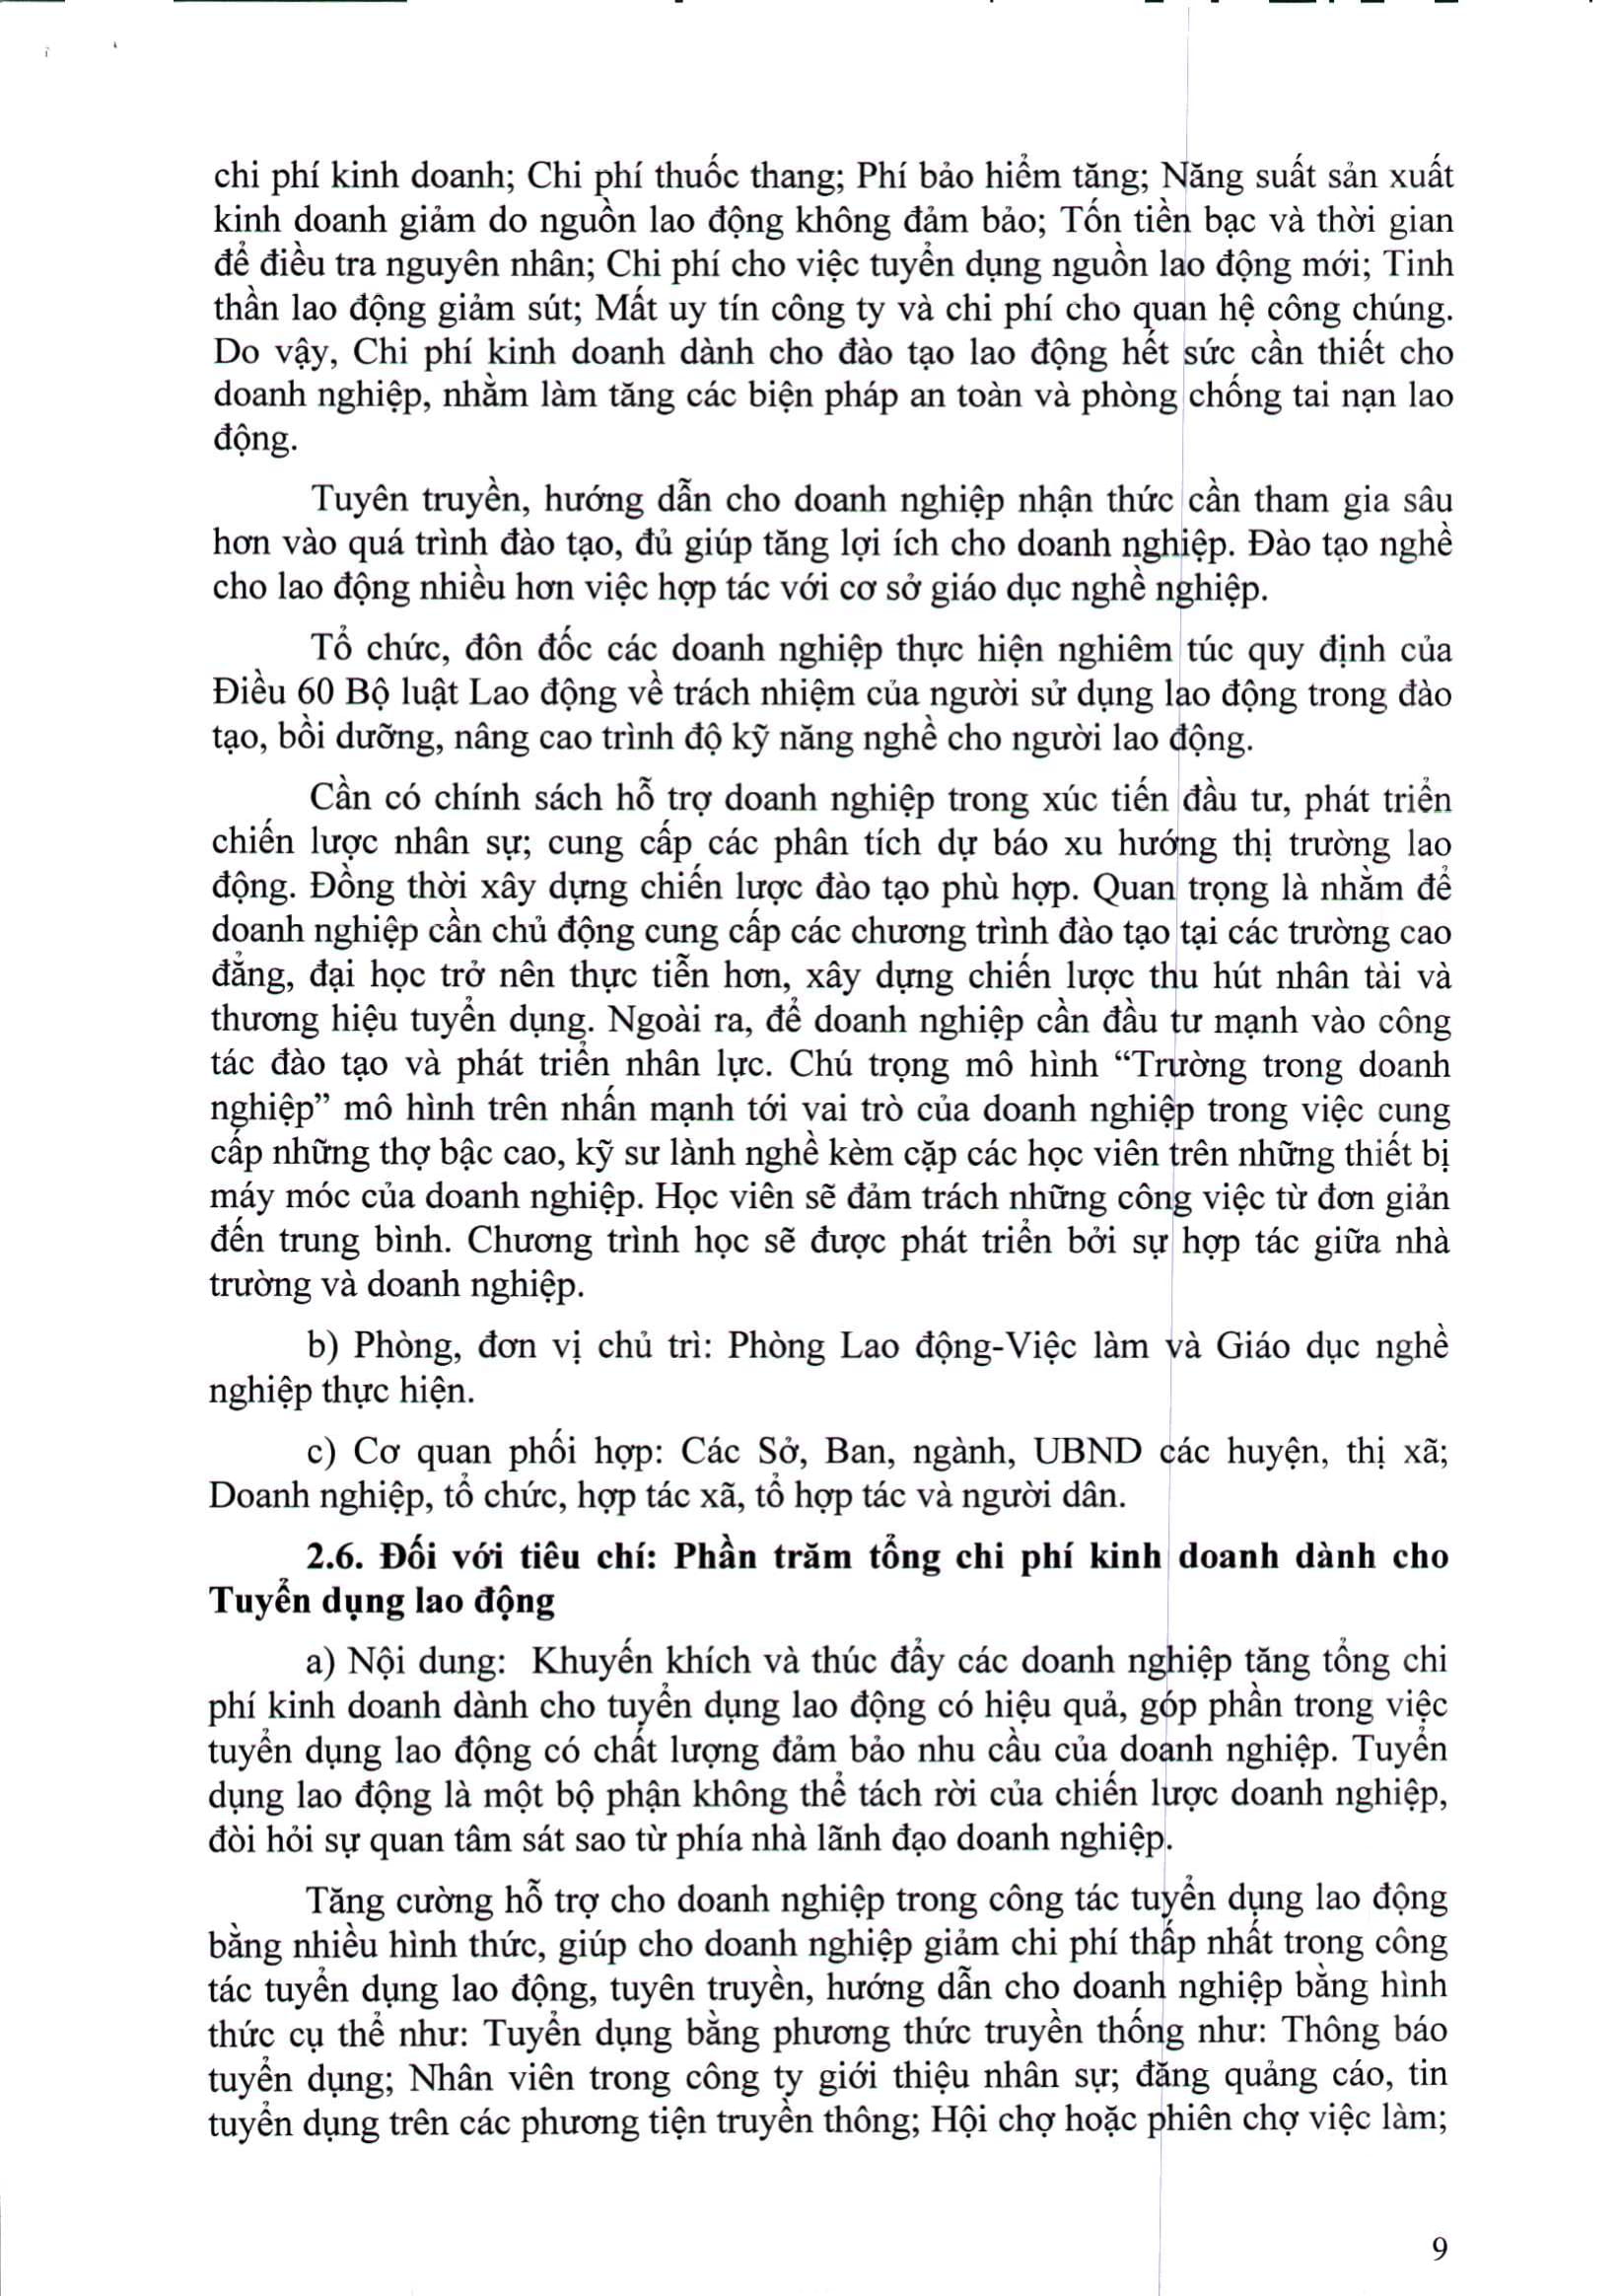 chi phí kinh doanh; Chi phí thuốc thang; Phí bảo hiểm tăng; Năng suất sản xuất
kinh doanh giảm do nguồn lao động không đảm bảo; Tốn tiền bạc và thời gian
để điều tra nguyên nhân; Chi phí cho việc tuyển dụng nguồn lao động mới; Tinh
thần lao động giảm sút; Mất uy tín công ty và chi phí cho quan hệ công chúng.
Do vậy, Chi phí kinh doanh dành cho đào tạo lao động hết sức cần thiết cho
doanh nghiệp, nhằm làm tăng các biện pháp an toàn và phòng chống tai nạn lao
động.
Tuyên truyền, hướng dẫn cho doanh nghiệp nhận thức cần tham gia sâu
hơn vào quá trình đào tạo, đủ giúp tăng lợi ích cho doanh nghiệp. Đào tạo nghề
cho lao động nhiều hơn việc hợp tác với cơ sở giáo dục nghề nghiệp.
Tổ chức, đôn đốc các doanh nghiệp thực hiện nghiêm túc quy định của
Điều 60 Bộ luật Lao động về trách nhiệm của người sử dụng lao động trong đào
tạo, bồi dưỡng, nâng cao trình độ kỹ năng nghề cho người lao động.
Cần có chính sách hỗ trợ doanh nghiệp trong xúc tiến đầu tư, phát triển
chiến lược nhân sự; cung cấp các phân tích dự báo xu hướng thị trường lao
động. Đồng thời xây dựng chiến lược đào tạo phù hợp. Quan trọng là nhằm để
doanh nghiệp cần chủ động cung cấp các chương trình đào tạo tại các trường cao
đẳng, đại học trở nên thực tiễn hơn, xây dựng chiến lược thu hút nhân tài và
thương hiệu tuyển dụng. Ngoài ra, để doanh nghiệp cần đầu tư mạnh vào công
tác đào tạo và phát triển nhân lực. Chú trọng mô hình “Trường trong doanh
nghiệp” mô hình trên nhấn mạnh tới vai trò của doanh nghiệp trong việc cung
cấp những thợ bậc cao, kỹ sư lành nghề kèm cặp các học viên trên những thiết bị
máy móc của doanh nghiệp. Học viên sẽ đảm trách những công việc từ đơn giản
đến trung bình. Chương trình học sẽ được phát triển bởi sự hợp tác giữa nhà
trường và doanh nghiệp.
b) Phòng, đơn vị chủ trì: Phòng Lao động-Việc làm và Giáo dục nghề
nghiệp thực hiện.
c) Cơ quan phối hợp: Các Sở, Ban, ngành, UBND các huyện, thị xã;
Doanh nghiệp, tổ chức, hợp tác xã, tổ hợp tác và người dân.
2.6. Đối với tiêu chí: Phần trăm tổng chi phí kinh doanh dành cho
Tuyển dụng lao động
a) Nội dung: Khuyến khích và thúc đẩy các doanh nghiệp tăng tổng chi
phí kinh doanh dành cho tuyển dụng lao động có hiệu quả, góp phần trong việc
tuyển dụng lao động có chất lượng đảm bảo nhu cầu của doanh nghiệp. Tuyển
dụng lao động là một bộ phận không thể tách rời của chiến lược doanh nghiệp,
đòi hỏi sự quan tâm sát sao từ phía nhà lãnh đạo doanh nghiệp.
Tăng cường hỗ trợ cho doanh nghiệp trong công tác tuyển dụng lao động
bằng nhiều hình thức, giúp cho doanh nghiệp giảm chi phí thấp nhất trong công
tác tuyển dụng lao động, tuyên truyền, hướng dẫn cho doanh nghiệp bằng hình
thức cụ thể như: Tuyển dụng bằng phương thức truyền thống như: Thông báo
tuyển dụng; Nhân viên trong công ty giới thiệu nhân sự; đăng quảng cáo, tin
tuyển dụng trên các phương tiện truyền thông; Hội chợ hoặc phiên chợ việc làm;
9